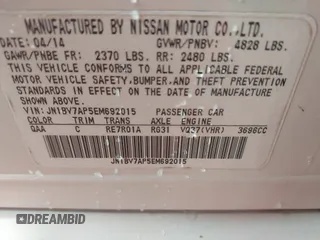 MANUFACTURED BY NISSAN MOTOR CO.,LTD.
DATE: 04/14 GVWR/PNBV: 4828 LBS.
GAWR/PNBE FR: 2370 LBS. RR: 2480 LBS.
THIS VEHICLE CONFORMS TO ALL APPLICABLE FEDERAL
MOTOR VEHICLE SAFETY,BUMPER,AND THEFT PREVENTION
STANDARDS IN EFFECT ON THE DATE OF MANUFACTURE
SHOWN ABOVE.
VIN: JN1BV7AP5EM692015 PASSENGER CAR
COLOR TRIM TRANS AXLE ENGINE
QAA C RE7R01A RG31 VQ37(VHR) 3696CC
JN1BV7AP5EM692015
© DREAMBID
DREAMBID.COM